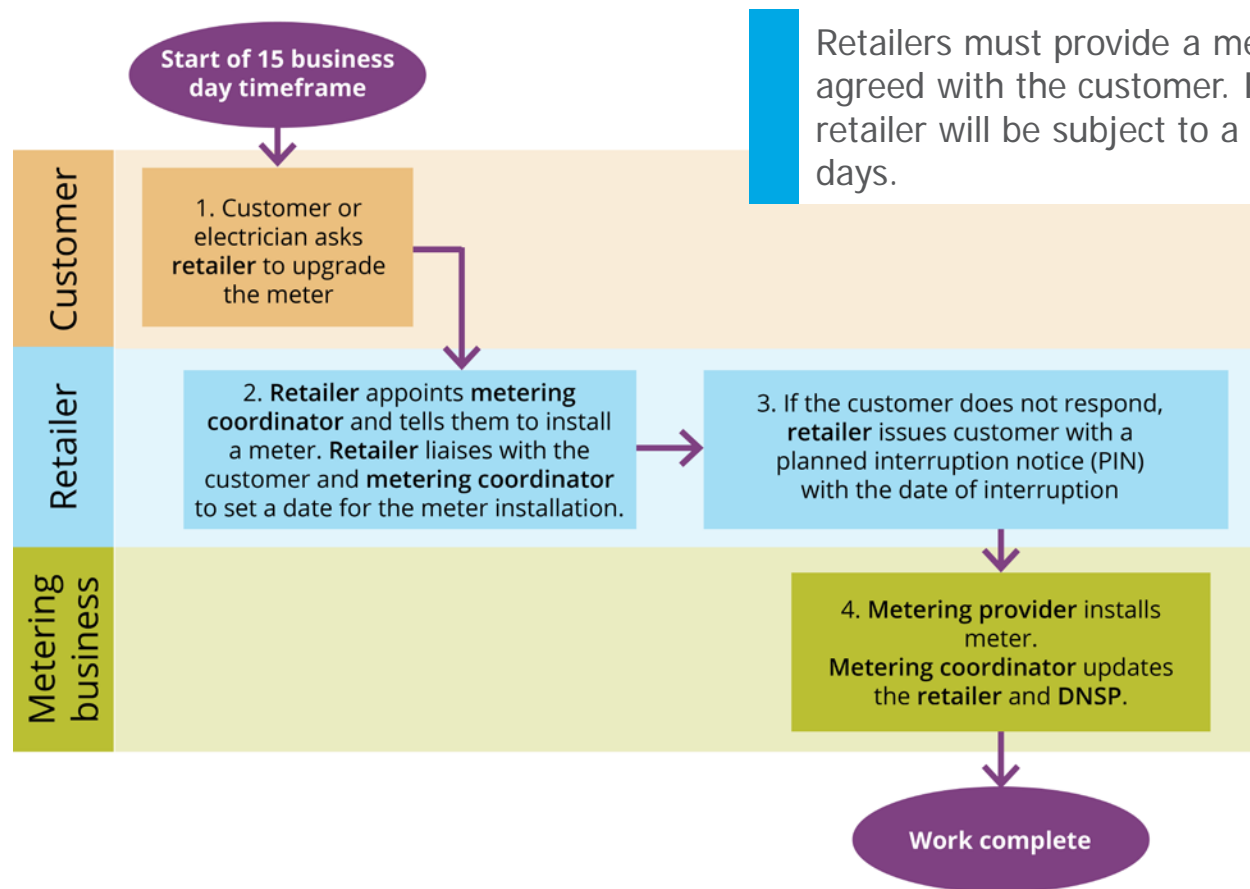 Start of 15 business
day timeframe
Retailers must provide a me
agreed with the customer. I
retailer will be subject to a
days.
Customer
1. Customer or
electrician asks
retailer to upgrade
the meter
Retailer
2. Retailer appoints metering
coordinator and tells them to install
a meter. Retailer liaises with the
customer and metering coordinator
to set a date for the meter installation.
3. If the customer does not respond,
retailer issues customer with a
planned interruption notice (PIN)
with the date of interruption
Metering
business
4. Metering provider installs
meter.
Metering coordinator updates
the retailer and DNSP.
Work complete